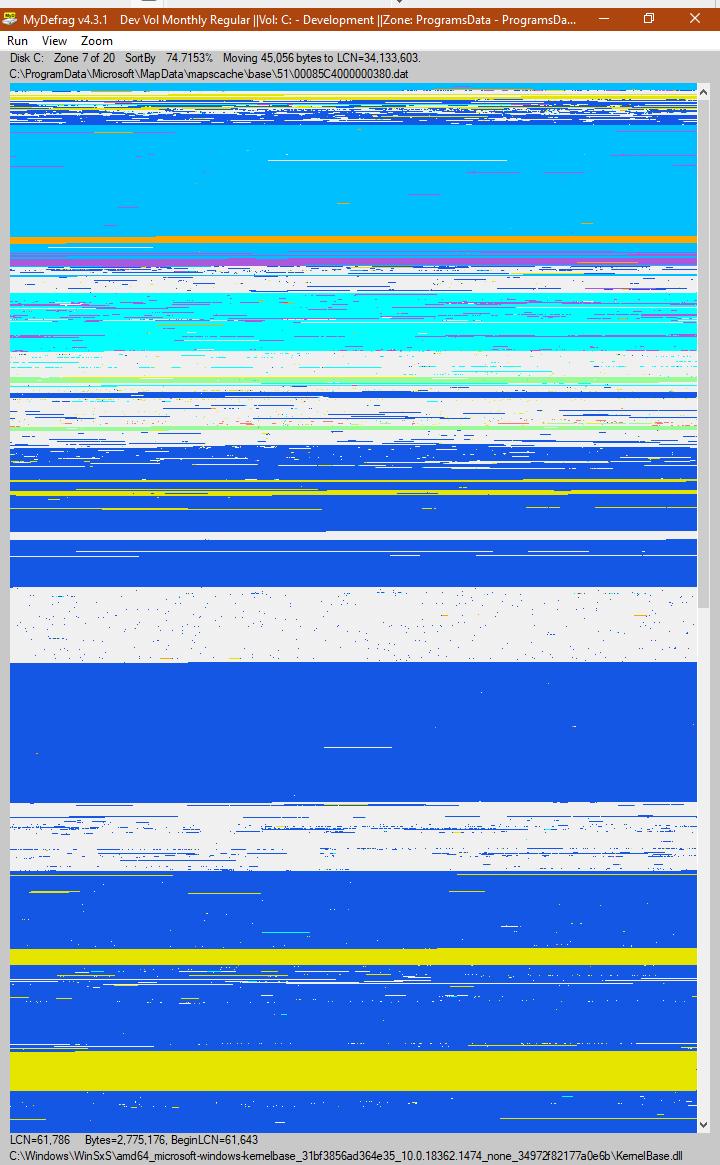 MyDefrag v4.3.1    Dev Vol Monthly Regular ||Vol: C: - Development ||Zone: ProgramsData - ProgramsDa...
Run View Zoom
Disk C:   Zone 7 of 20   SortBy   74.7153%   Moving 45,056 bytes to LCN=34,133,603.
C:\ProgramData\Microsoft\MapData\mapscache\base\51\00085C4000000380.dat
LCN=61,786    Bytes=2,775,176, BeginLCN=61,643
C:\Windows\WinSxS\amd64_microsoft-windows-kernelbase_31bf3856ad364e35_10.0.18362.1474_none_34972f82177a0e6b\KernelBase.dll